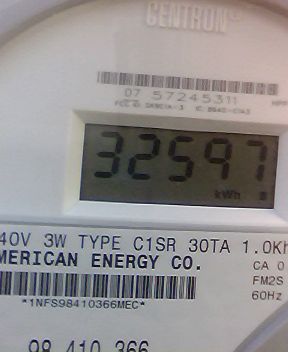 CENTRON
07 57245311
32597
kWh
40V 3W TYPE C1SR 30TA 1.0Kh
MERICAN ENERGY CO.
CA 0
FM2S
60Hz
*1NFS98410366MEC*
98 410 366